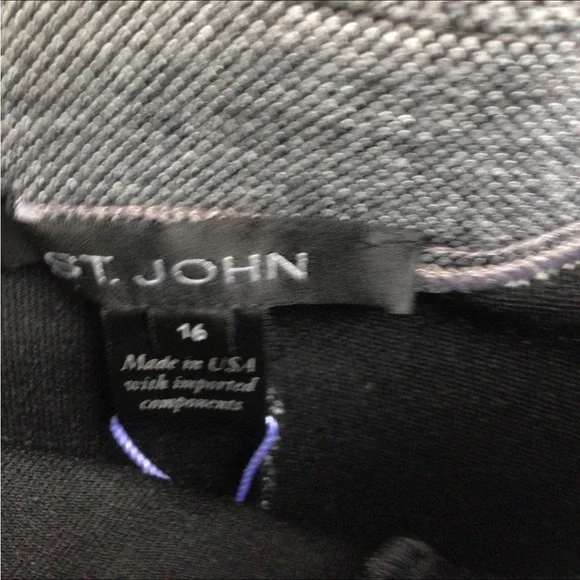 ST. JOHN
16
Made in USA
with imported
components